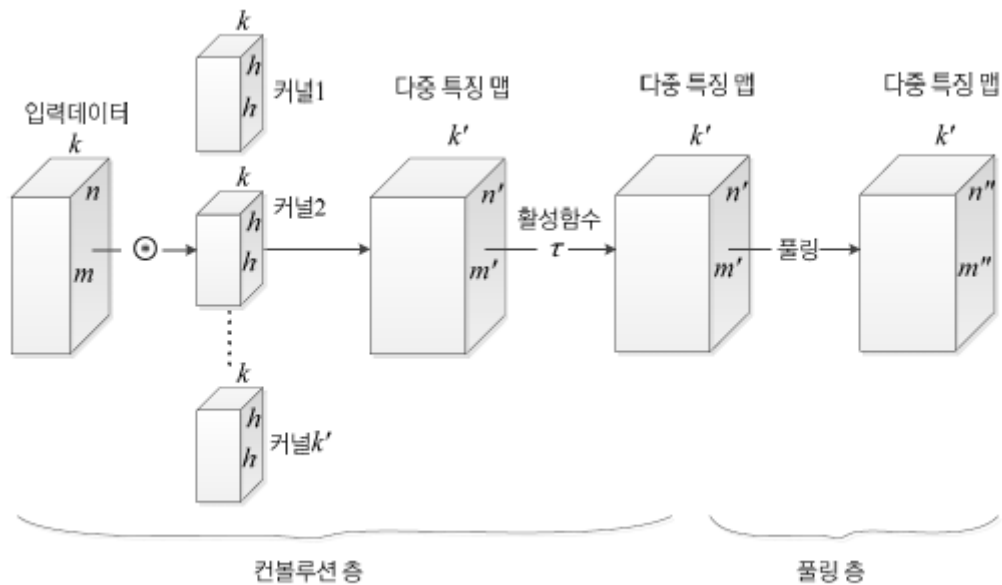 k
h
h
커널1
입력데이터
k
n
m
k
h
h
커널2
k
h
h
커널k′
다중 특징 맵
k′
n′
m′
활성함수
τ
다중 특징 맵
k′
n′
m′
풀링
다중 특징 맵
k′
n″
m″
컨볼루션 층
풀링 층